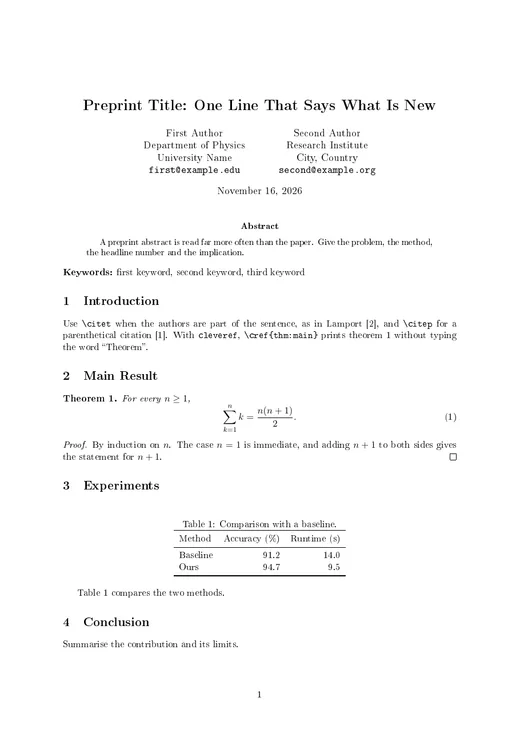 Preprint Title: One Line That Says What Is New
First Author
Department of Physics
University Name
first@example.edu
Second Author
Research Institute
City, Country
second@example.org
November 16, 2026
Abstract
A preprint abstract is read far more often than the paper. Give the problem, the method,
the headline number and the implication.
Keywords: first keyword, second keyword, third keyword
1 Introduction
Use \citet when the authors are part of the sentence, as in Lamport [2], and \citep for a
parenthetical citation [1]. With cleveref, \cref{thm:main} prints theorem 1 without typing
the word “Theorem”.
2 Main Result
Theorem 1. For every n ≥ 1,
∑_{k=1}^{n} k = n(n + 1)/2. (1)
Proof. By induction on n. The case n = 1 is immediate, and adding n + 1 to both sides gives
the statement for n + 1. □
3 Experiments
Table 1: Comparison with a baseline.
Method Accuracy (%) Runtime (s)
Baseline 91.2 14.0
Ours 94.7 9.5
Table 1 compares the two methods.
4 Conclusion
Summarise the contribution and its limits.
1